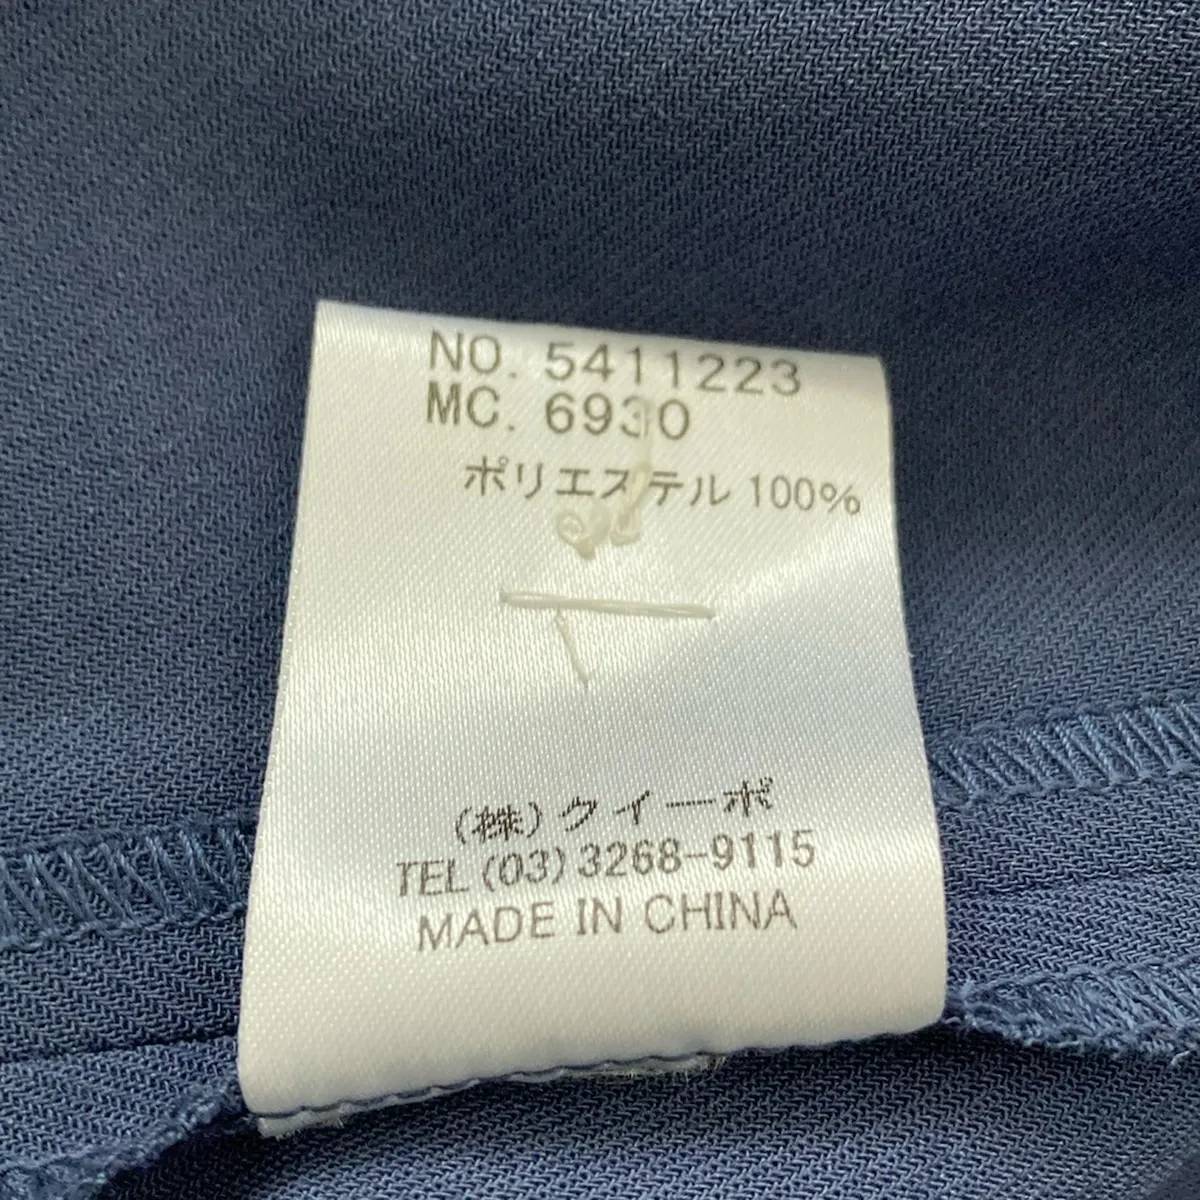 NO. 5411223
MC. 6930
ポリエステル 100%
(株)クイーポ
TEL(03)3268-9115
MADE IN CHINA